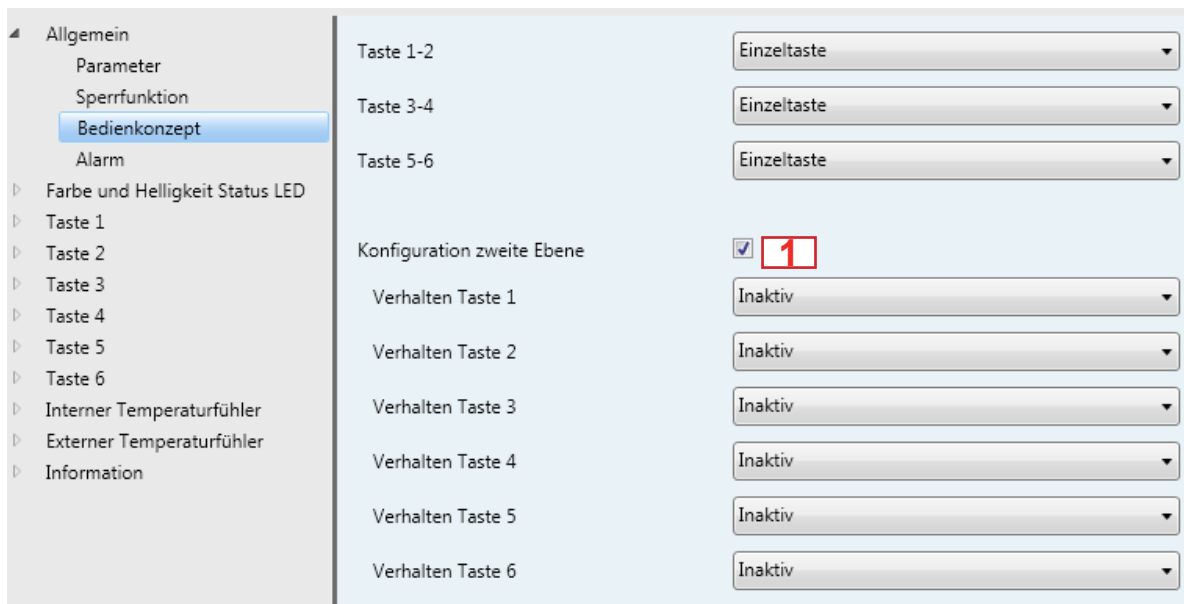 Allgemein
Parameter
Sperrfunktion
Bedienkonzept
Alarm
Farbe und Helligkeit Status LED
Taste 1
Taste 2
Taste 3
Taste 4
Taste 5
Taste 6
Interner Temperaturfühler
Externer Temperaturfühler
Information
Taste 1-2 Einzeltaste
Taste 3-4 Einzeltaste
Taste 5-6 Einzeltaste
Konfiguration zweite Ebene 1
Verhalten Taste 1 Inaktiv
Verhalten Taste 2 Inaktiv
Verhalten Taste 3 Inaktiv
Verhalten Taste 4 Inaktiv
Verhalten Taste 5 Inaktiv
Verhalten Taste 6 Inaktiv